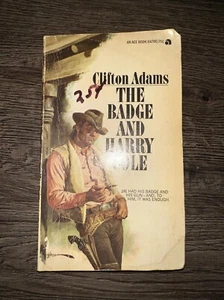 Clifton Adams
25¢
THE
BADGE
AND
HARRY
COLE
HE HAD HIS BADGE AND
HIS GUN—AND, TO
HIM, IT WAS ENOUGH.